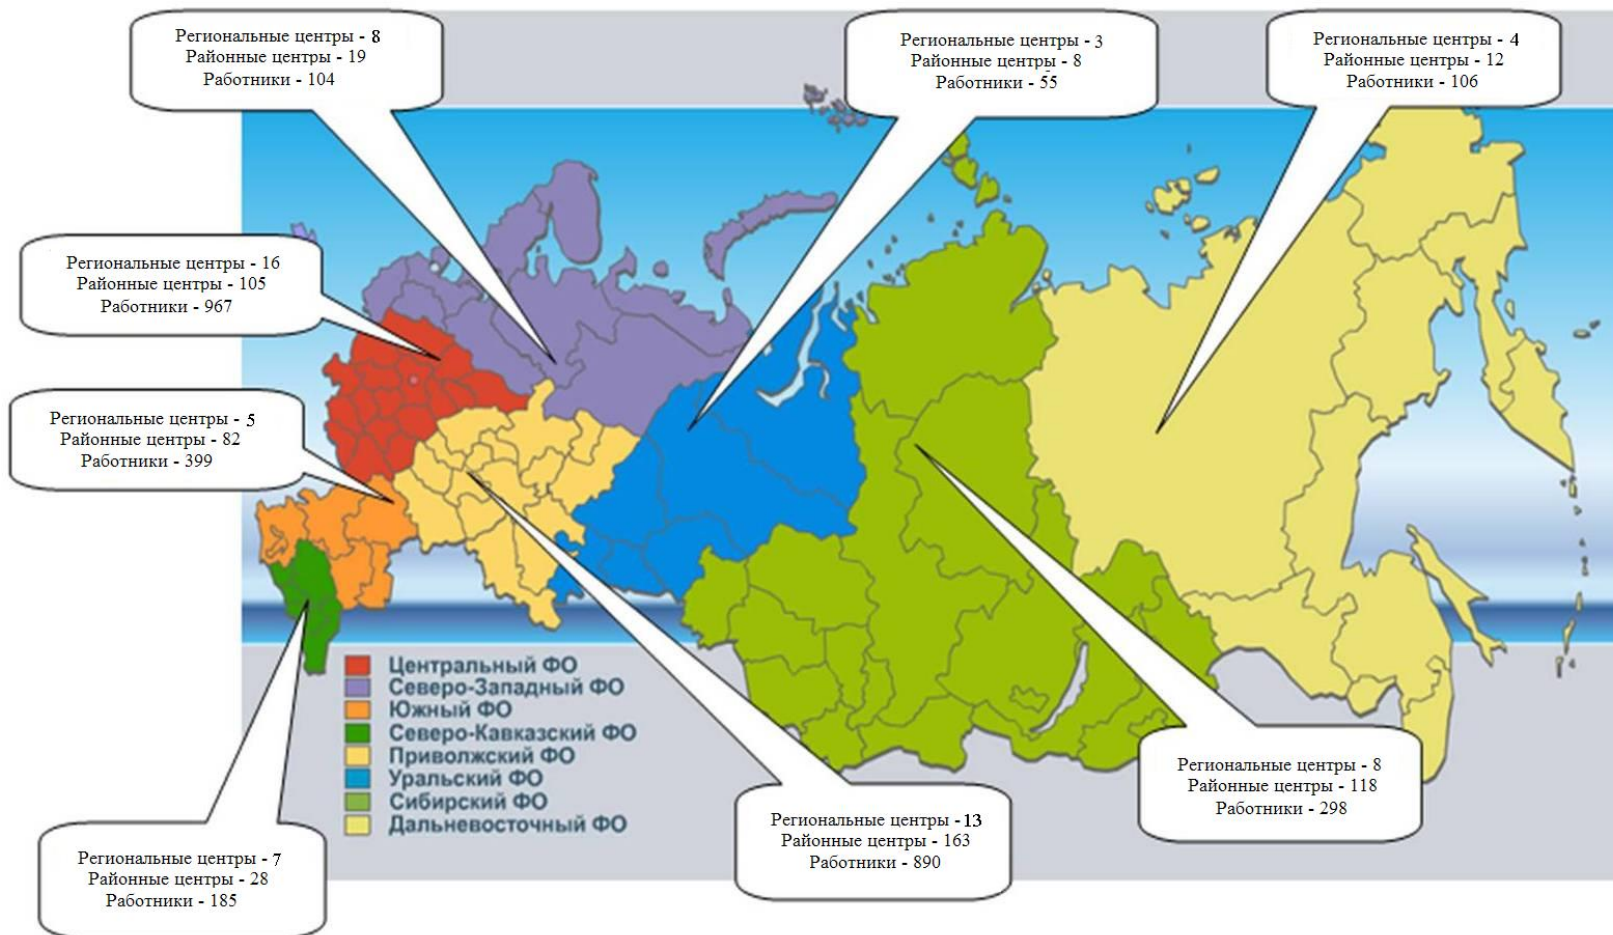 Региональные центры - 8
Районные центры - 19
Работники - 104
Региональные центры - 3
Районные центры - 8
Работники - 55
Региональные центры - 4
Районные центры - 12
Работники - 106
Региональные центры - 16
Районные центры - 105
Работники - 967
Региональные центры - 5
Районные центры - 82
Работники - 399
Центральный ФО
Северо-Западный ФО
Южный ФО
Северо-Кавказский ФО
Приволжский ФО
Уральский ФО
Сибирский ФО
Дальневосточный ФО
Региональные центры - 8
Районные центры - 118
Работники - 298
Региональные центры - 13
Районные центры - 163
Работники - 890
Региональные центры - 7
Районные центры - 28
Работники - 185